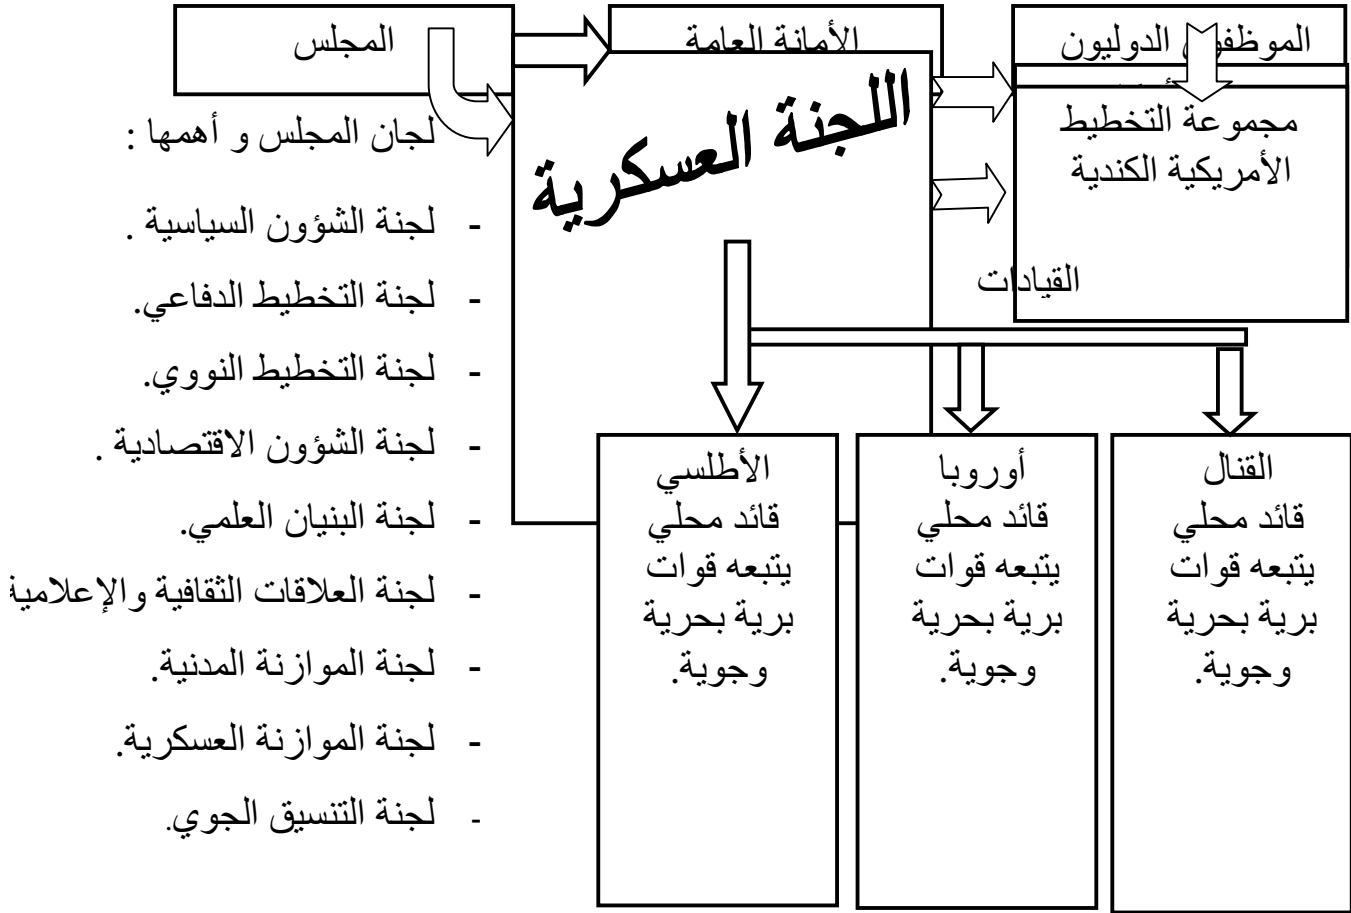 المجلس
الأمانة العامة
الموظفون الدوليون
اللجنة العسكرية
مجموعة التخطيط
الأمريكية الكندية
القيادات
لجان المجلس و أهمها :
- لجنة الشؤون السياسية .
- لجنة التخطيط الدفاعي.
- لجنة التخطيط النووي.
- لجنة الشؤون الاقتصادية .
- لجنة البنيان العلمي.
- لجنة العلاقات الثقافية والإعلامية
- لجنة الموازنة المدنية.
- لجنة الموازنة العسكرية.
- لجنة التنسيق الجوي.
القنال
قائد محلي
يتبعه قوات
برية بحرية
وجوية.
أوروبا
قائد محلي
يتبعه قوات
برية بحرية
وجوية.
الأطلسي
قائد محلي
يتبعه قوات
برية بحرية
وجوية.